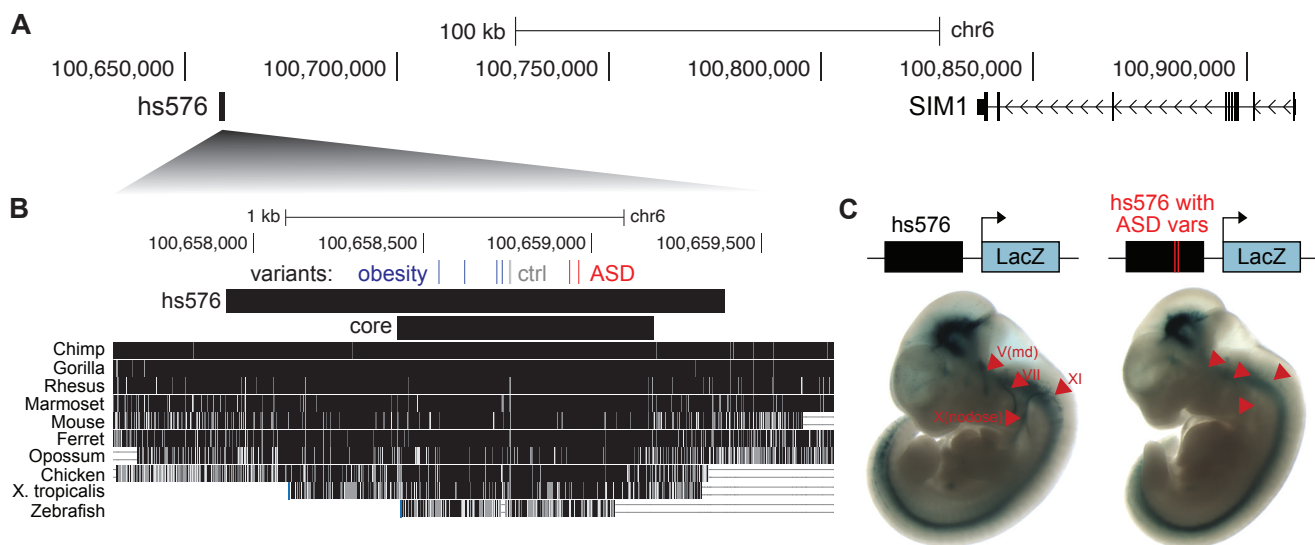 A
100 kb
chr6
100,650,000
100,700,000
100,750,000
100,800,000
100,850,000
100,900,000
hs576
SIM1
B
1 kb
chr6
100,658,000
100,658,500
100,659,000
100,659,500
variants:
obesity
ctrl
ASD
hs576
core
Chimp
Gorilla
Rhesus
Marmoset
Mouse
Ferret
Opossum
Chicken
X. tropicalis
Zebrafish
C
hs576
LacZ
hs576 with
ASD vars
LacZ
V(md)
VII
XI